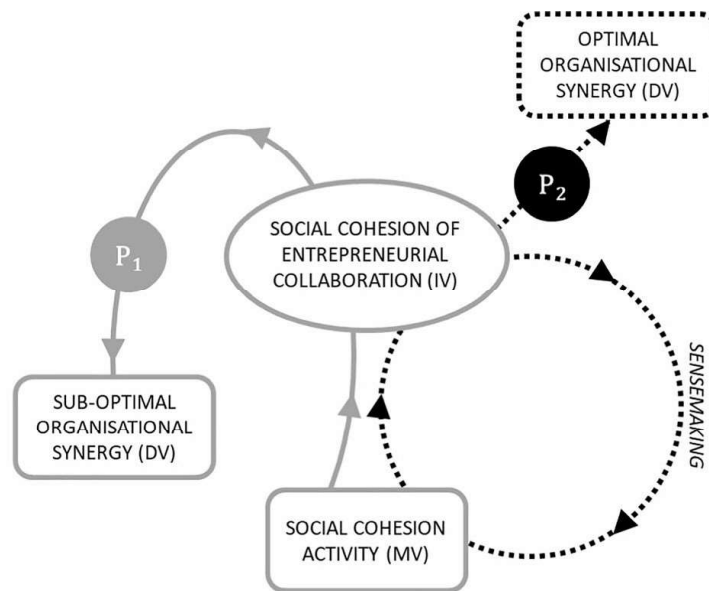 OPTIMAL
ORGANISATIONAL
SYNERGY (DV)
P₂
SOCIAL COHESION OF
ENTREPRENEURIAL
COLLABORATION (IV)
P₁
SENSEMAKING
SUB-OPTIMAL
ORGANISATIONAL
SYNERGY (DV)
SOCIAL COHESION
ACTIVITY (MV)